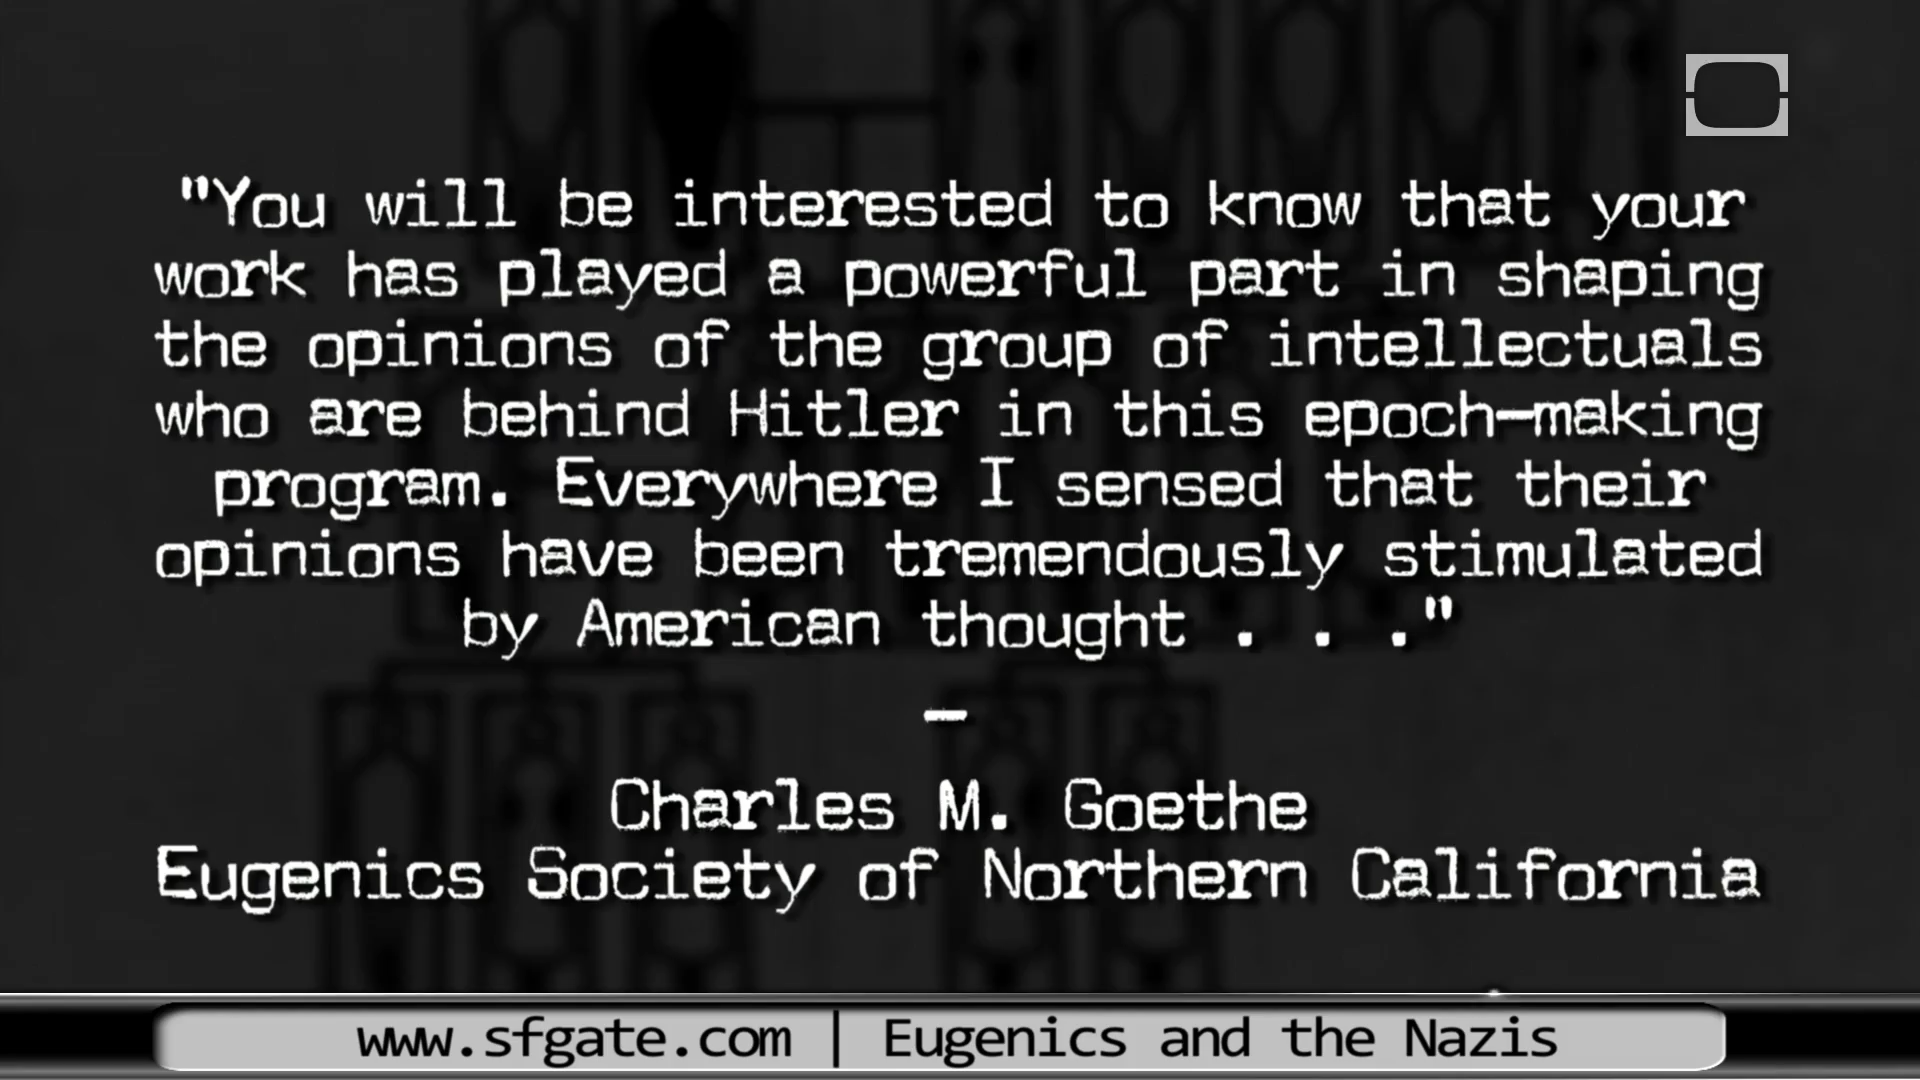 "You will be interested to know that your
work has played a powerful part in shaping
the opinions of the group of intellectuals
who are behind Hitler in this epoch-making
program. Everywhere I sensed that their
opinions have been tremendously stimulated
by American thought . . ."
–
Charles M. Goethe
Eugenics Society of Northern California
www.sfgate.com | Eugenics and the Nazis